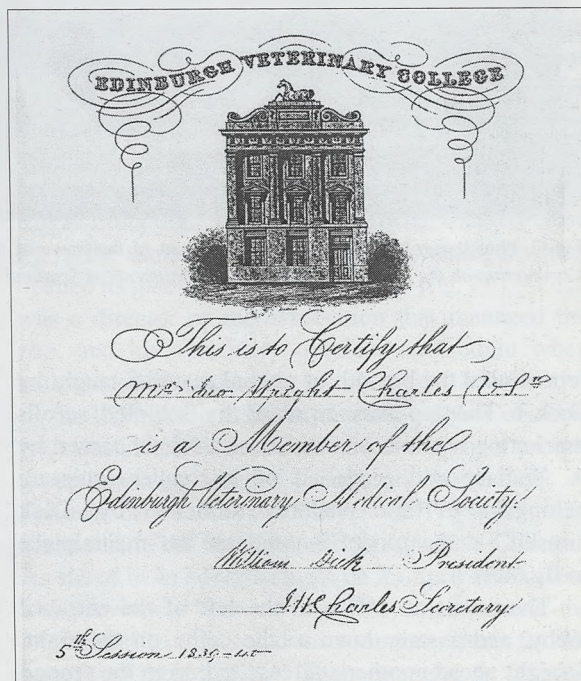 EDINBURGH VETERINARY COLLEGE
This is to Certify that
Mr. Geo Wright Charles V.S.
is a Member of the
Edinburgh Veterinary Medical Society.
William Dick President
Charles Secretary
5th Session 1839-40